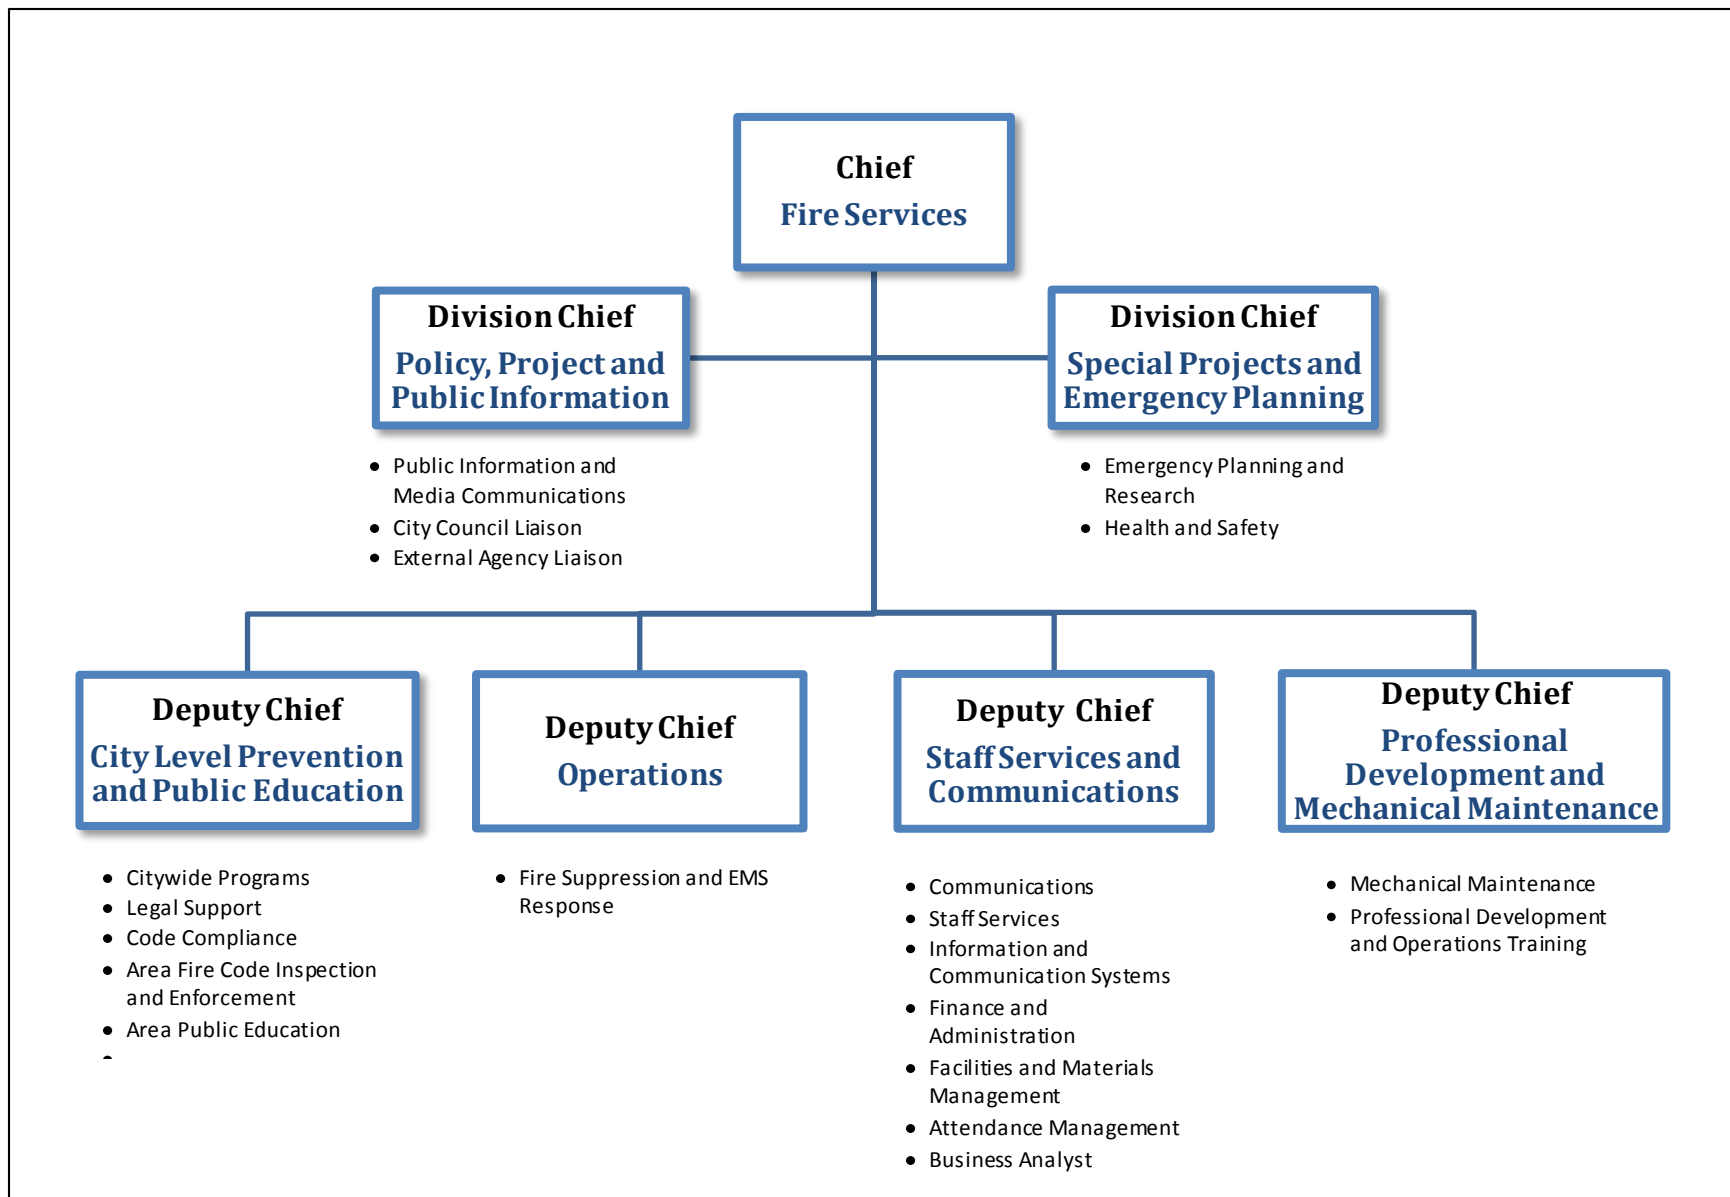 Chief
Fire Services
Division Chief
Policy, Project and
Public Information
• Public Information and
Media Communications
• City Council Liaison
• External Agency Liaison
Division Chief
Special Projects and
Emergency Planning
• Emergency Planning and
Research
• Health and Safety
Deputy Chief
City Level Prevention
and Public Education
• Citywide Programs
• Legal Support
• Code Compliance
• Area Fire Code Inspection
and Enforcement
• Area Public Education
Deputy Chief
Operations
• Fire Suppression and EMS
Response
Deputy Chief
Staff Services and
Communications
• Communications
• Staff Services
• Information and
Communication Systems
• Finance and
Administration
• Facilities and Materials
Management
• Attendance Management
• Business Analyst
Deputy Chief
Professional
Development and
Mechanical Maintenance
• Mechanical Maintenance
• Professional Development
and Operations Training